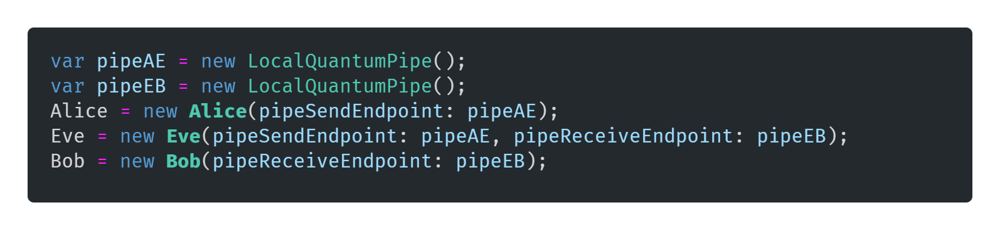 var pipeAE = new LocalQuantumPipe();
var pipeEB = new LocalQuantumPipe();
Alice = new Alice(pipeSendEndpoint: pipeAE);
Eve = new Eve(pipeSendEndpoint: pipeAE, pipeReceiveEndpoint: pipeEB);
Bob = new Bob(pipeReceiveEndpoint: pipeEB);